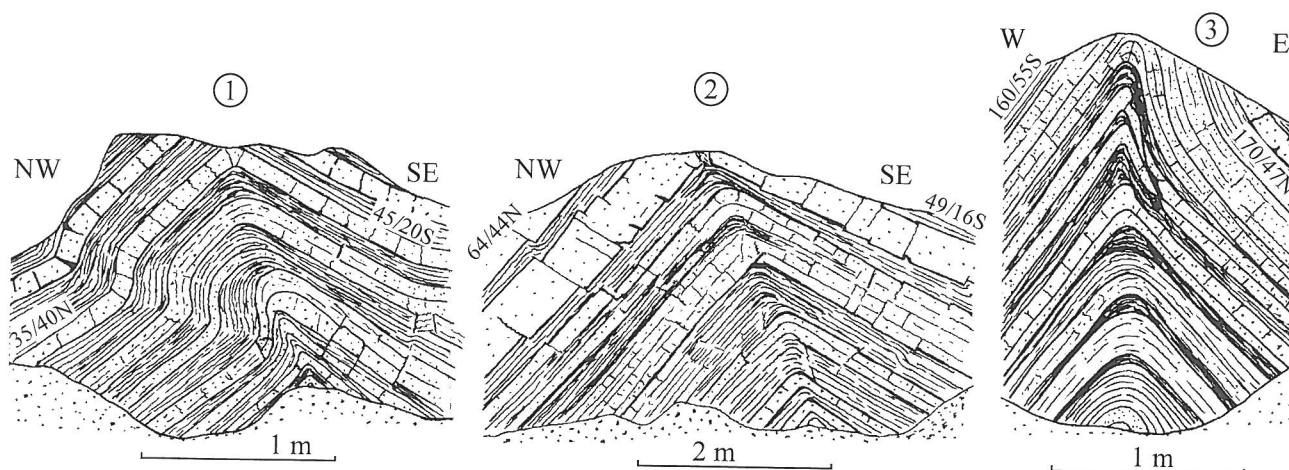 ①
NW
SE
45/20S
35/40N
1 m
②
NW
SE
64/44N
49/16S
2 m
③
W
E
160/55S
170/47N
1 m